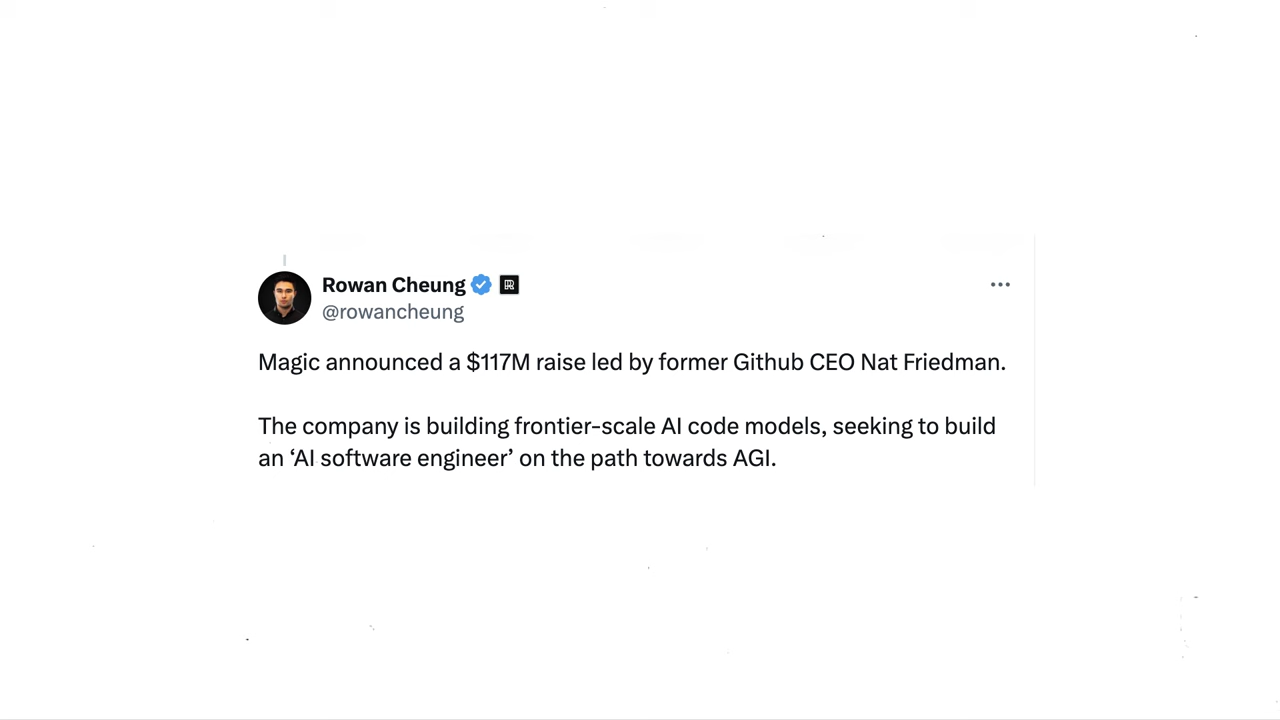 Rowan Cheung
@rowancheung
Magic announced a $117M raise led by former Github CEO Nat Friedman.
The company is building frontier-scale AI code models, seeking to build
an ‘AI software engineer’ on the path towards AGI.